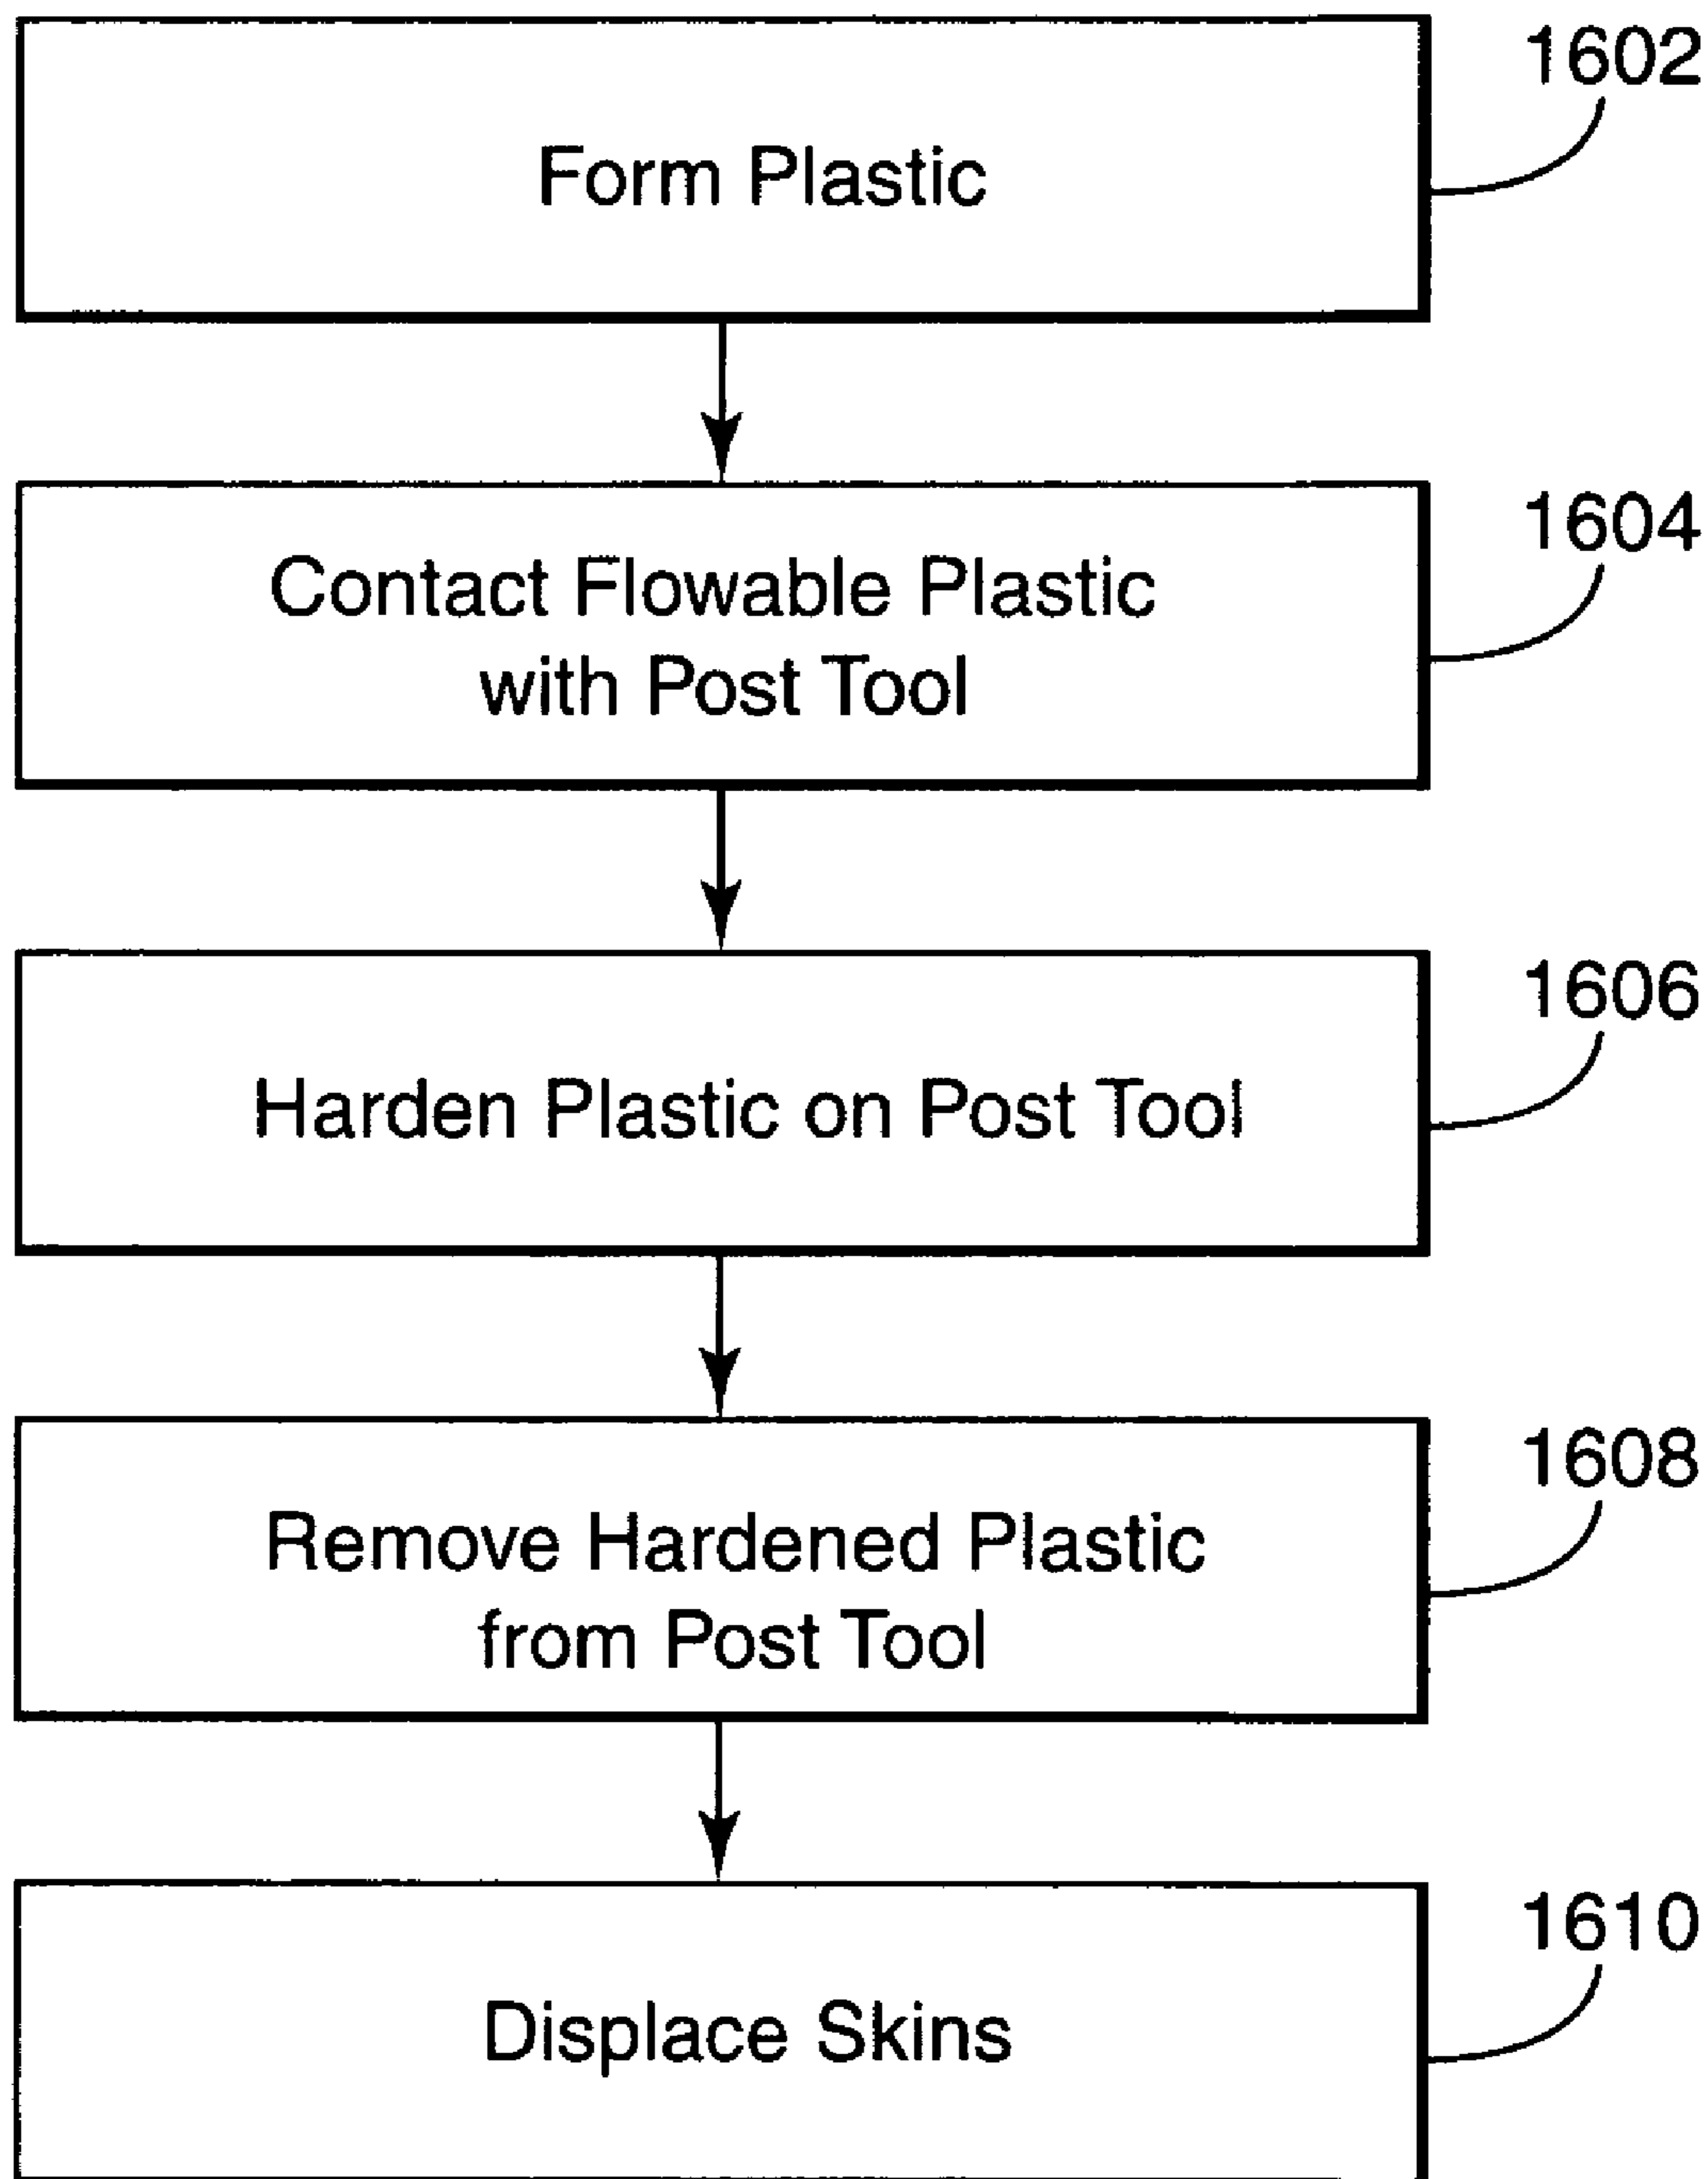 1602
Form Plastic
1604
Contact Flowable Plastic
with Post Tool
1606
Harden Plastic on Post Tool
1608
Remove Hardened Plastic
from Post Tool
1610
Displace Skins